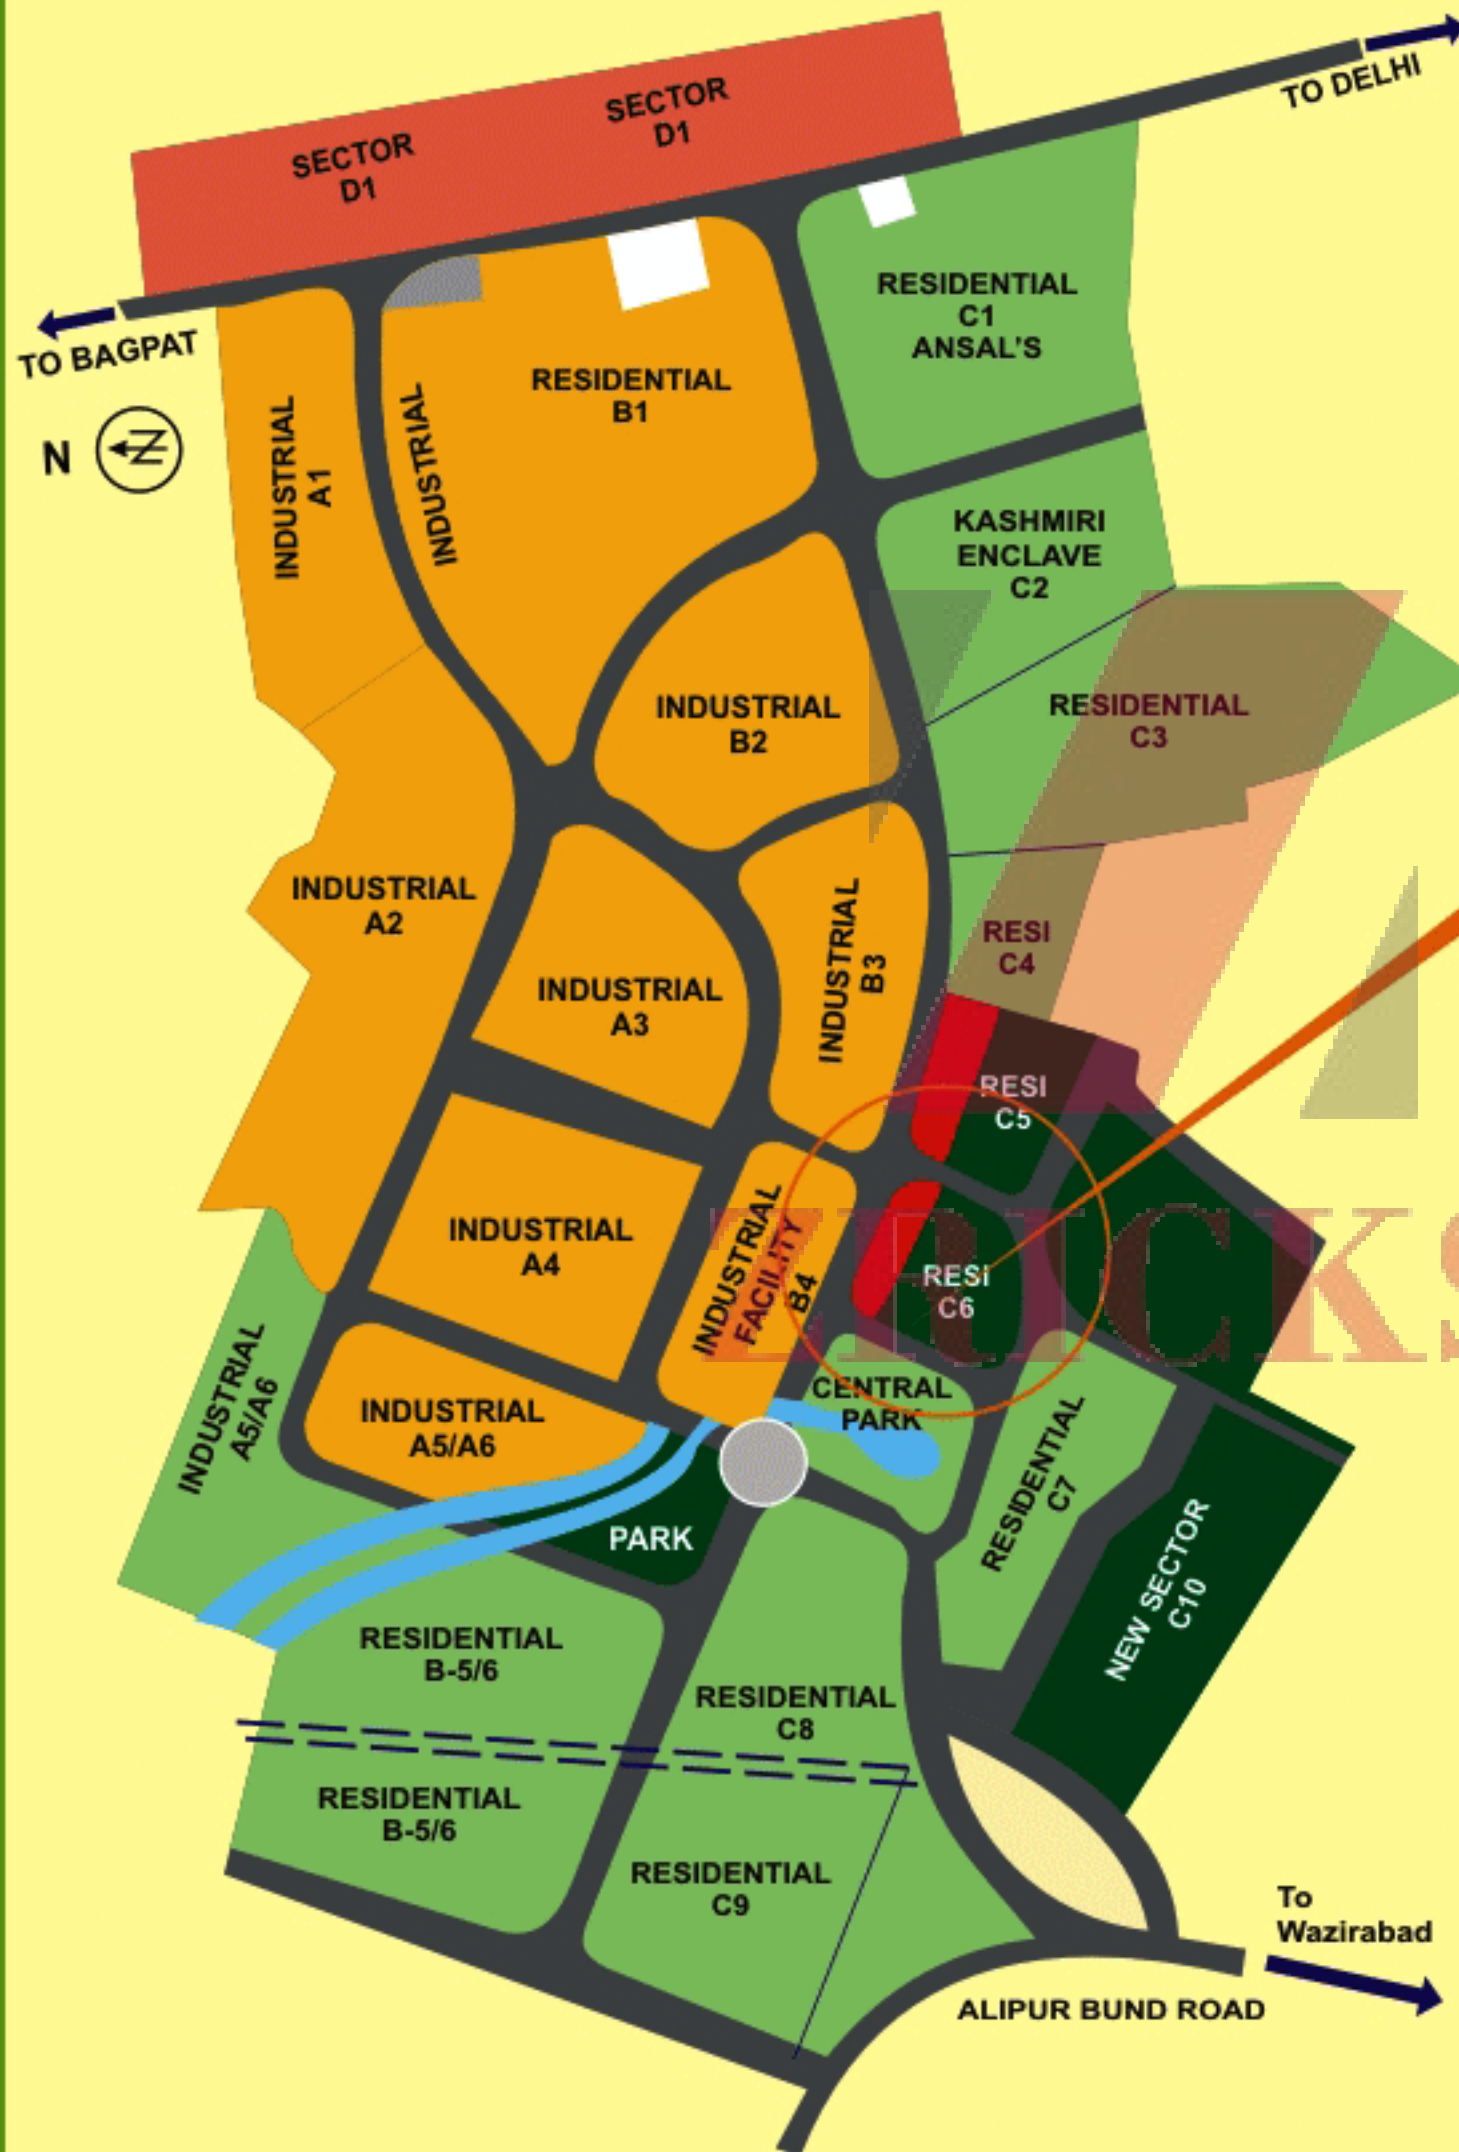 SECTOR
D1
SECTOR
D1
TO DELHI
TO BAGPAT
N
N
RESIDENTIAL
C1
ANSAL'S
RESIDENTIAL
B1
INDUSTRIAL
A1
INDUSTRIAL
KASHMIRI
ENCLAVE
C2
INDUSTRIAL
B2
RESIDENTIAL
C3
INDUSTRIAL
A2
INDUSTRIAL
A3
INDUSTRIAL
B3
RESI
C4
RESI
C5
INDUSTRIAL
A4
INDUSTRIAL
FACILITY
B4
RESI
C6
ZRICKS
INDUSTRIAL
A5/A6
INDUSTRIAL
A5/A6
CENTRAL
PARK
RESIDENTIAL
C7
PARK
NEW SECTOR
C10
RESIDENTIAL
B-5/6
RESIDENTIAL
C8
RESIDENTIAL
B-5/6
RESIDENTIAL
C9
To
Wazirabad
ALIPUR BUND ROAD